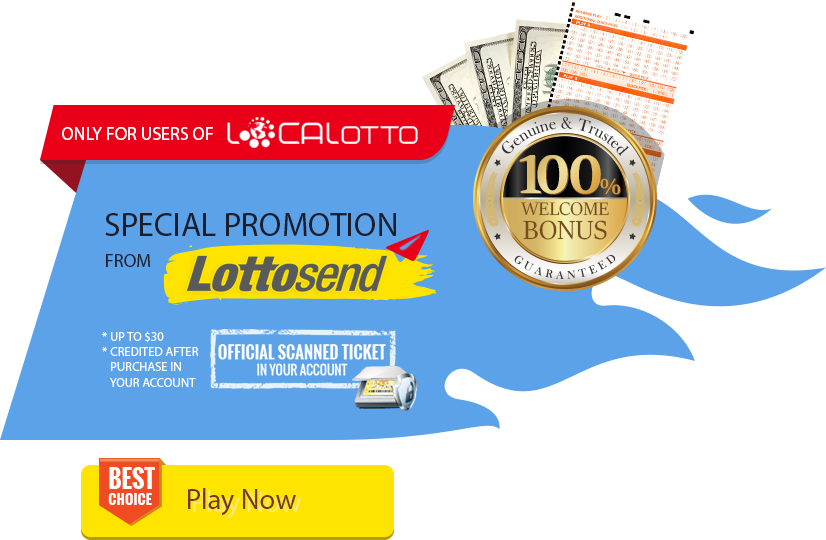 ONLY FOR USERS OF LOCALOTTO
Genuine & Trusted
100%
WELCOME
BONUS
GUARANTEED
SPECIAL PROMOTION
FROM Lottosend
* UP TO $30
* CREDITED AFTER
PURCHASE IN
YOUR ACCOUNT
OFFICIAL SCANNED TICKET
IN YOUR ACCOUNT
BEST
CHOICE
Play Now